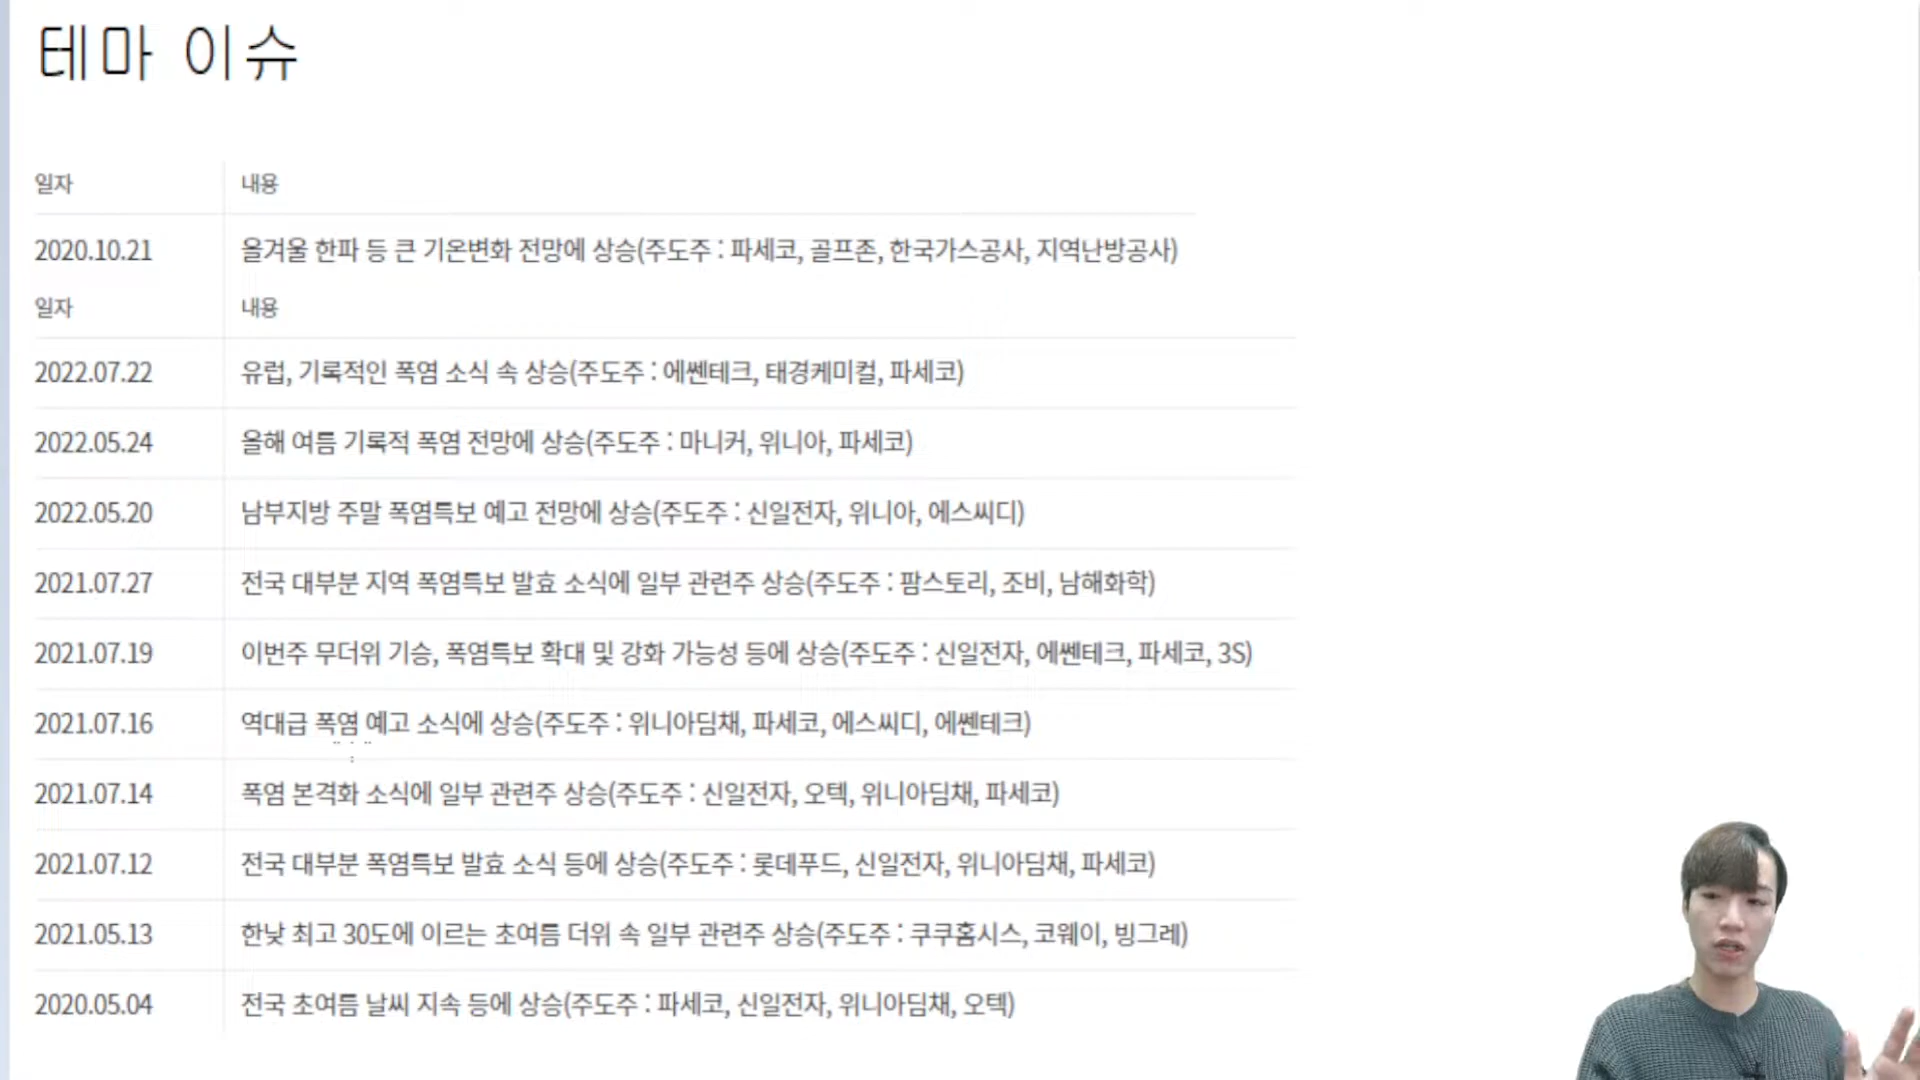 테마 이슈
일자 내용
2020.10.21 올겨울 한파 등 큰 기온변화 전망에 상승(주도주 : 파세코, 골프존, 한국가스공사, 지역난방공사)
일자 내용
2022.07.22 유럽, 기록적인 폭염 소식 속 상승(주도주 : 에쎈테크, 태경케미컬, 파세코)
2022.05.24 올해 여름 기록적 폭염 전망에 상승(주도주 : 마니커, 위니아, 파세코)
2022.05.20 남부지방 주말 폭염특보 예고 전망에 상승(주도주 : 신일전자, 위니아, 에스씨디)
2021.07.27 전국 대부분 지역 폭염특보 발효 소식에 일부 관련주 상승(주도주 : 팜스토리, 조비, 남해화학)
2021.07.19 이번주 무더위 기승, 폭염특보 확대 및 강화 가능성 등에 상승(주도주 : 신일전자, 에쎈테크, 파세코, 3S)
2021.07.16 역대급 폭염 예고 소식에 상승(주도주 : 위니아딤채, 파세코, 에스씨디, 에쎈테크)
2021.07.14 폭염 본격화 소식에 일부 관련주 상승(주도주 : 신일전자, 오텍, 위니아딤채, 파세코)
2021.07.12 전국 대부분 폭염특보 발효 소식 등에 상승(주도주 : 롯데푸드, 신일전자, 위니아딤채, 파세코)
2021.05.13 한낮 최고 30도에 이르는 초여름 더위 속 일부 관련주 상승(주도주 : 쿠쿠홈시스, 코웨이, 빙그레)
2020.05.04 전국 초여름 날씨 지속 등에 상승(주도주 : 파세코, 신일전자, 위니아딤채, 오텍)